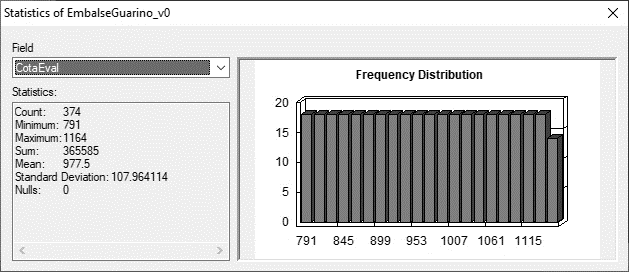 Statistics of EmbalseGuarino_v0
Field
CotaEval
Statistics:
Count: 374
Minimum: 791
Maximum: 1164
Sum: 365585
Mean: 977.5
Standard Deviation: 107.964114
Nulls: 0
Frequency Distribution
20
15
10
5
0
791 845 899 953 1007 1061 1115